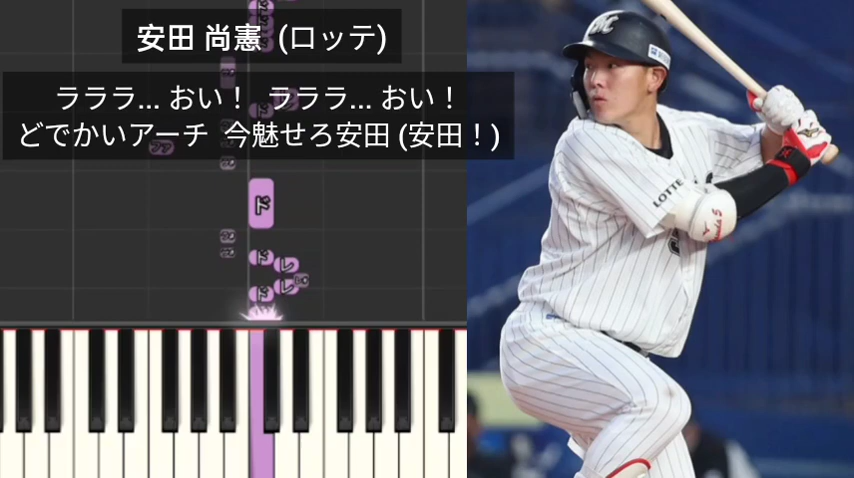 安田 尚憲 (ロッテ)
ラララ... おい！ ラララ... おい！
どでかいアーチ 今魅せろ安田 (安田！)
ド
レ
ド
レ
ド
LOTTE
M
5